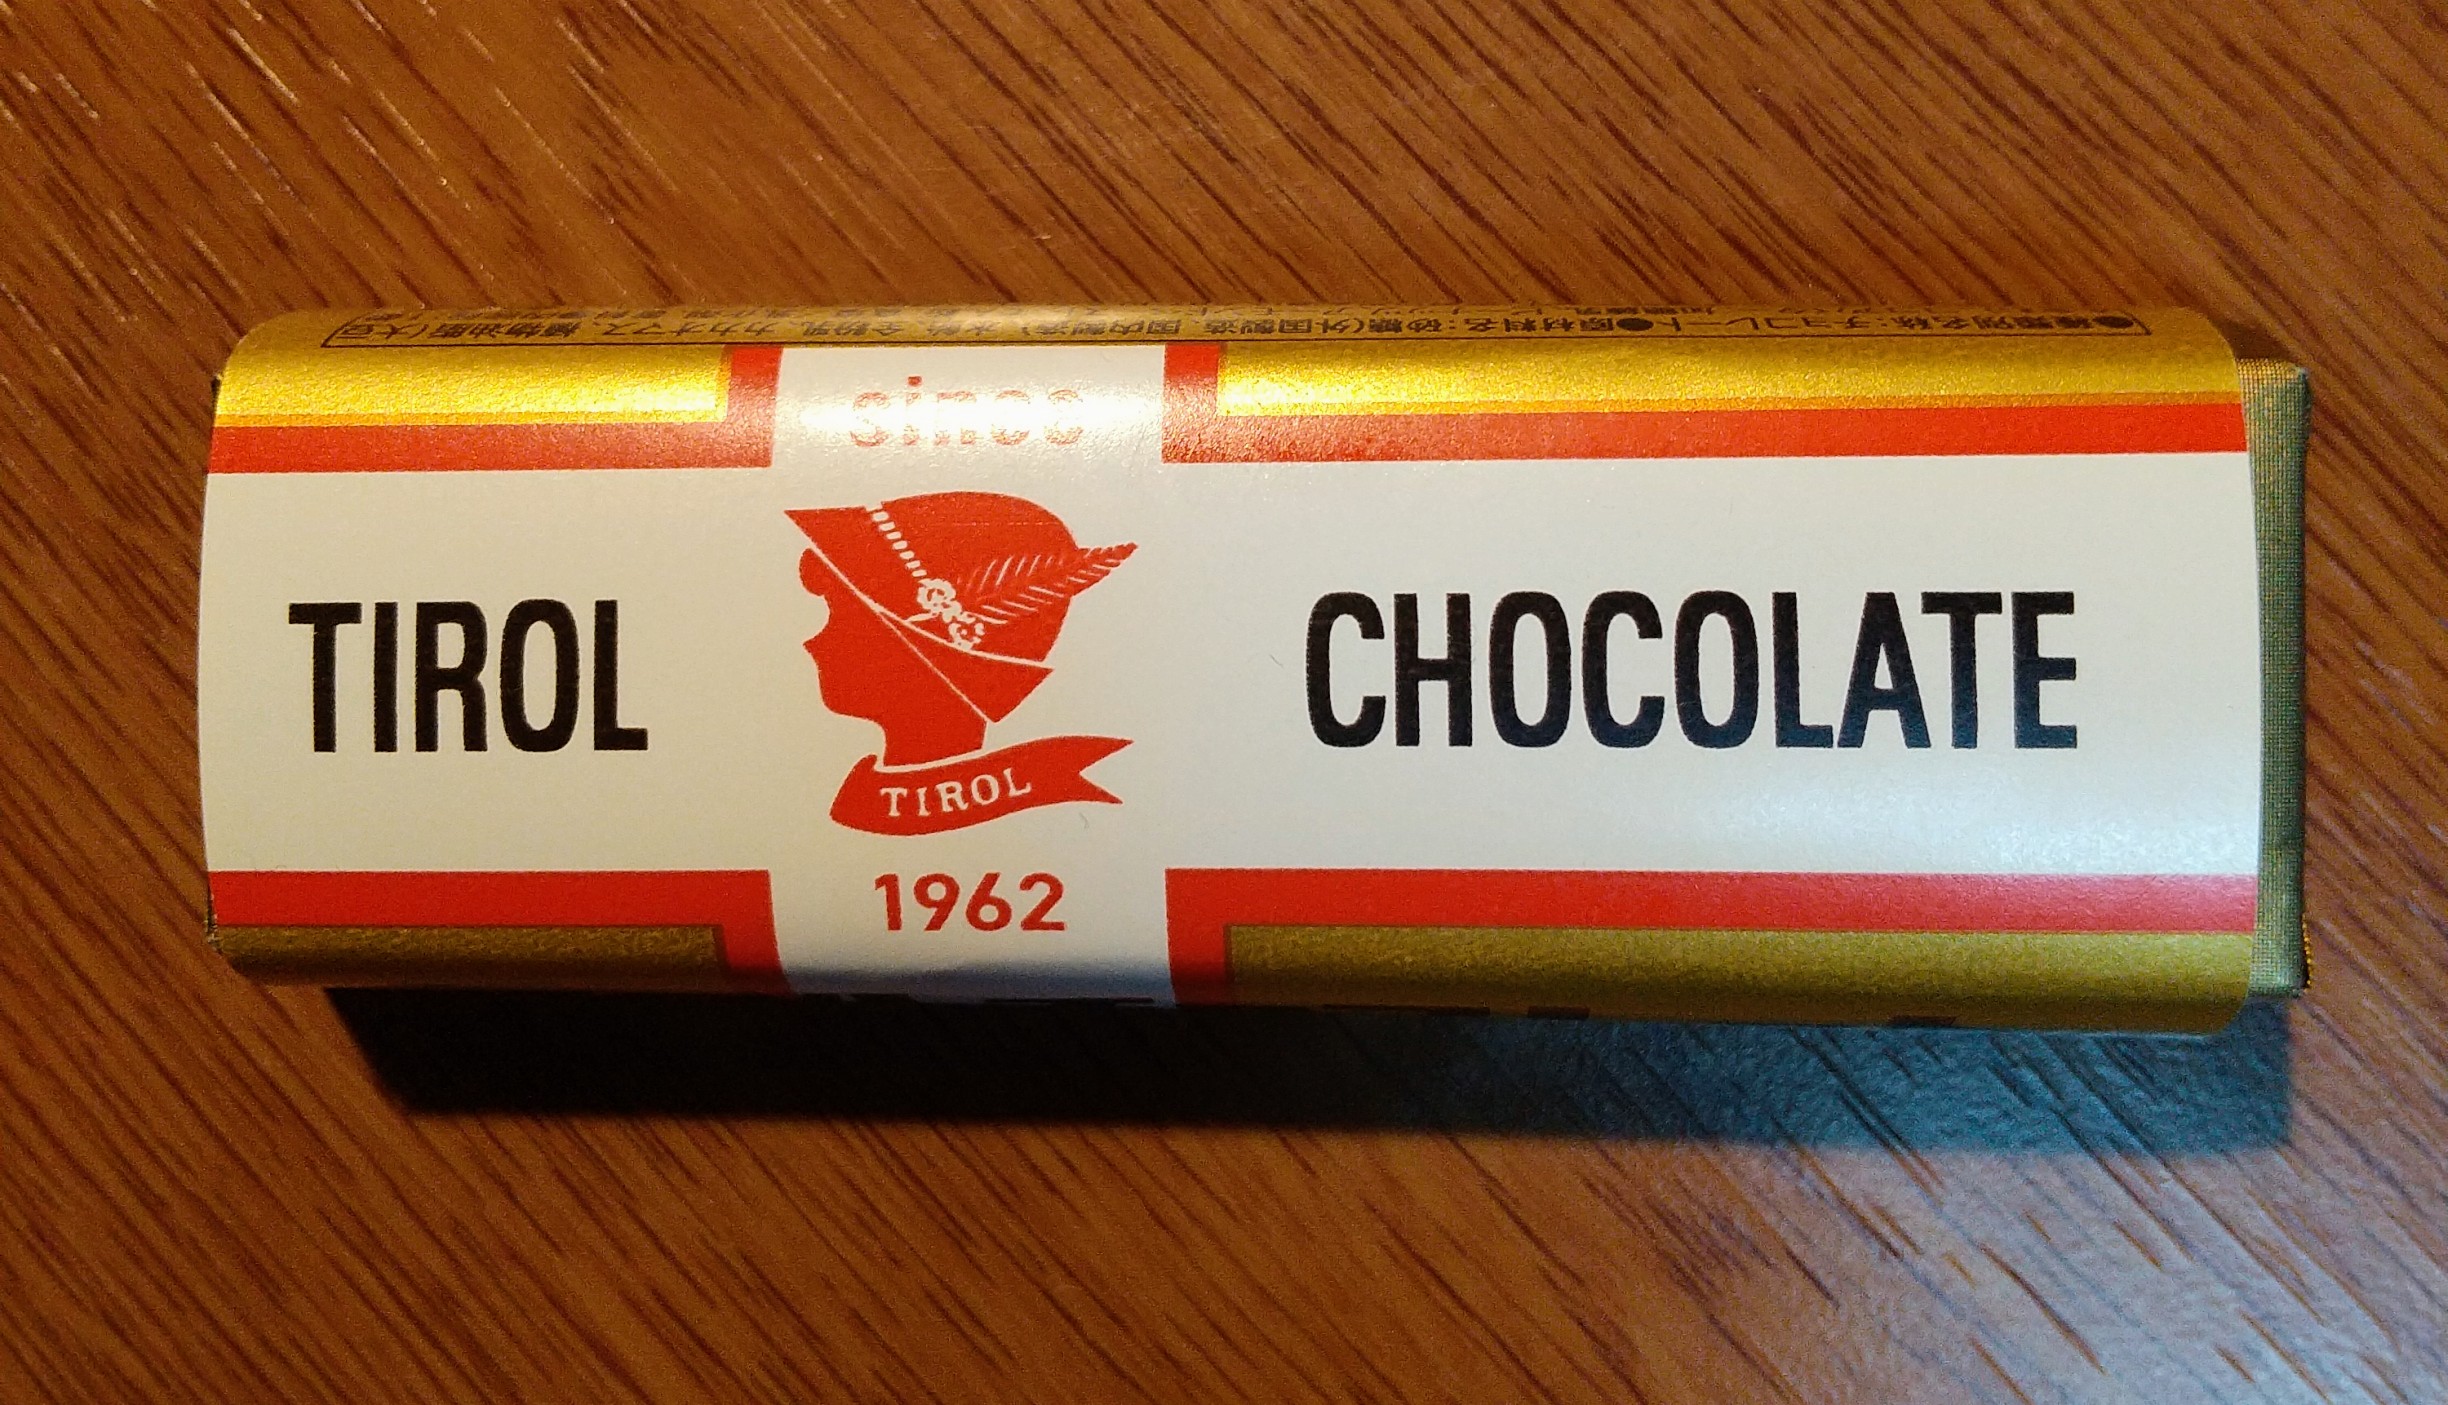 ●種類別名称:チョコレート●原材料名:砂糖(外国製造、国内製造)、水飴、全粉乳、カカオマス、植物油脂(大豆
since
TIROL
TIROL
CHOCOLATE
1962